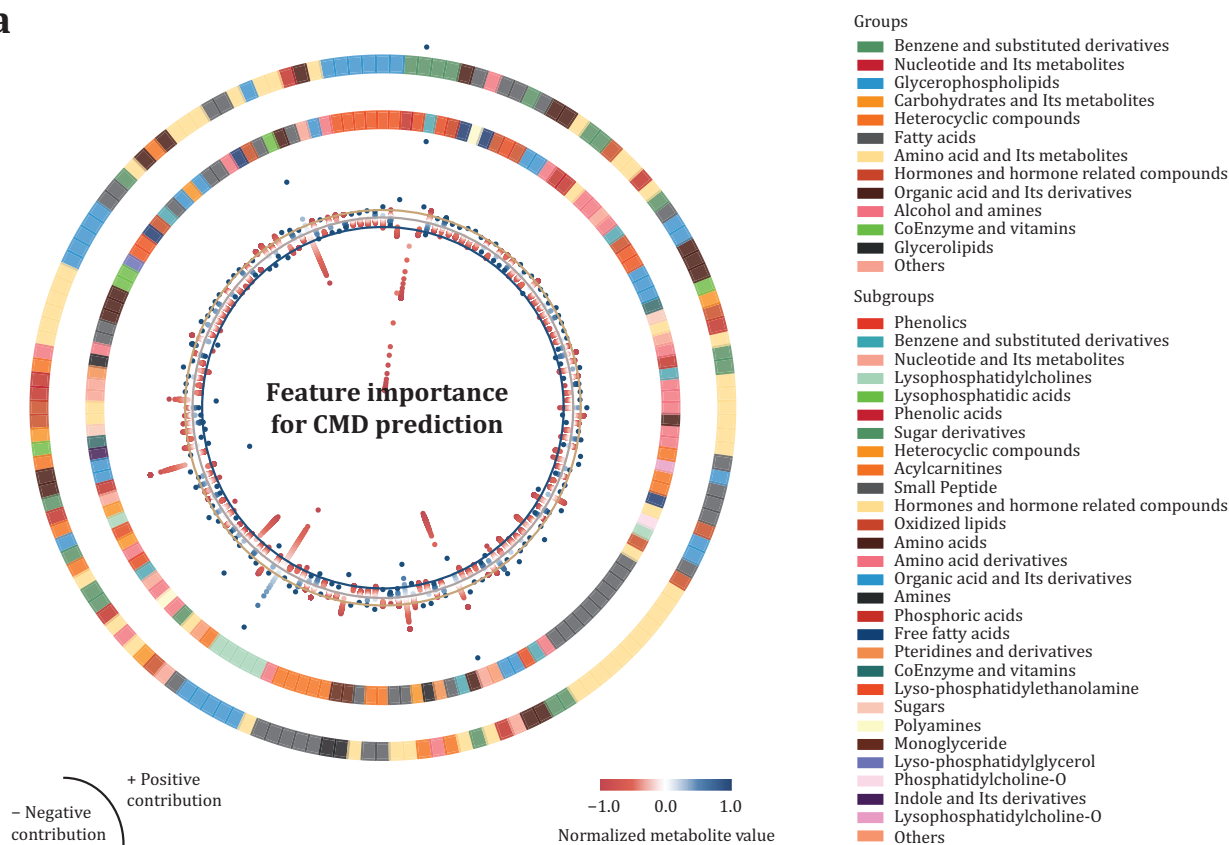 a
Feature importance
for CMD prediction
+ Positive
contribution
− Negative
contribution
−1.0 0.0 1.0
Normalized metabolite value
Groups
Benzene and substituted derivatives
Nucleotide and Its metabolites
Glycerophospholipids
Carbohydrates and Its metabolites
Heterocyclic compounds
Fatty acids
Amino acid and Its metabolites
Hormones and hormone related compounds
Organic acid and Its derivatives
Alcohol and amines
CoEnzyme and vitamins
Glycerolipids
Others
Subgroups
Phenolics
Benzene and substituted derivatives
Nucleotide and Its metabolites
Lysophosphatidylcholines
Lysophosphatidic acids
Phenolic acids
Sugar derivatives
Heterocyclic compounds
Acylcarnitines
Small Peptide
Hormones and hormone related compounds
Oxidized lipids
Amino acids
Amino acid derivatives
Organic acid and Its derivatives
Amines
Phosphoric acids
Free fatty acids
Pteridines and derivatives
CoEnzyme and vitamins
Lyso-phosphatidylethanolamine
Sugars
Polyamines
Monoglyceride
Lyso-phosphatidylglycerol
Phosphatidylcholine-O
Indole and Its derivatives
Lysophosphatidylcholine-O
Others